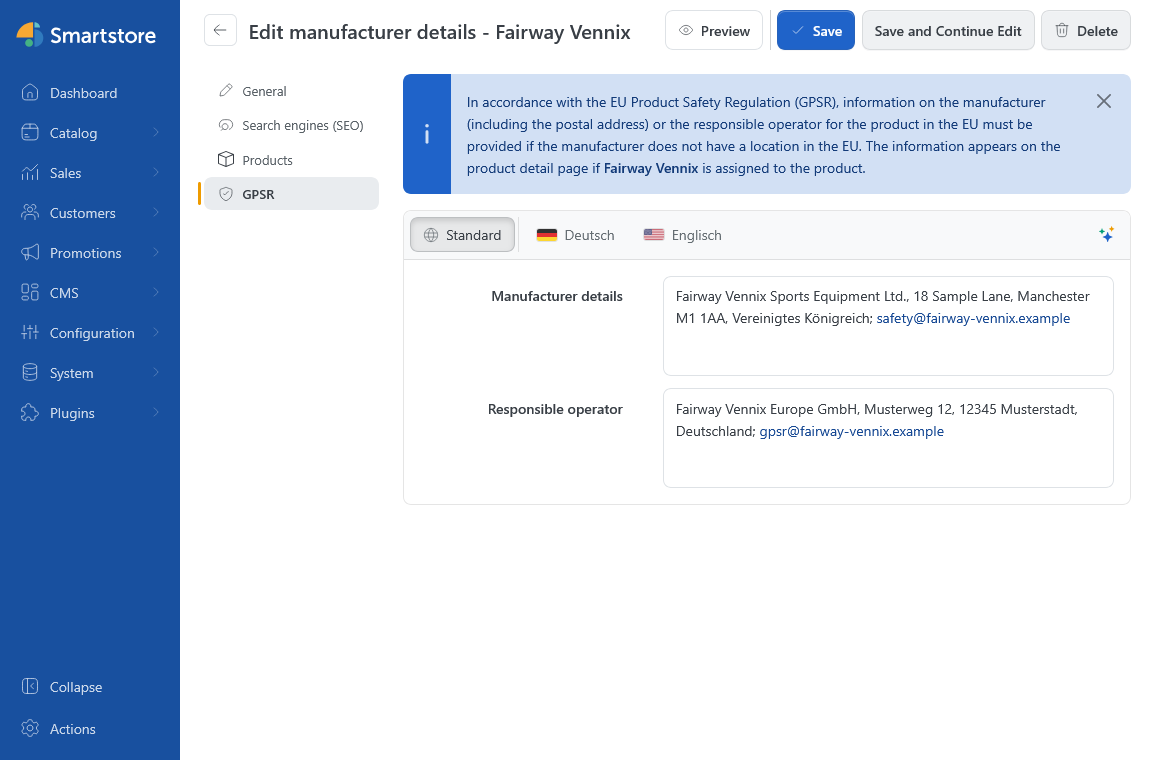 Smartstore
Edit manufacturer details - Fairway Vennix
Preview
Save
Save and Continue Edit
Delete
Dashboard
Catalog
Sales
Customers
Promotions
CMS
Configuration
System
Plugins
Collapse
Actions
General
Search engines (SEO)
Products
GPSR
In accordance with the EU Product Safety Regulation (GPSR), information on the manufacturer
(including the postal address) or the responsible operator for the product in the EU must be
provided if the manufacturer does not have a location in the EU. The information appears on the
product detail page if Fairway Vennix is assigned to the product.
Standard
Deutsch
Englisch
Manufacturer details
Fairway Vennix Sports Equipment Ltd., 18 Sample Lane, Manchester
M1 1AA, Vereinigtes Königreich; safety@fairway-vennix.example
Responsible operator
Fairway Vennix Europe GmbH, Musterweg 12, 12345 Musterstadt,
Deutschland; gpsr@fairway-vennix.example